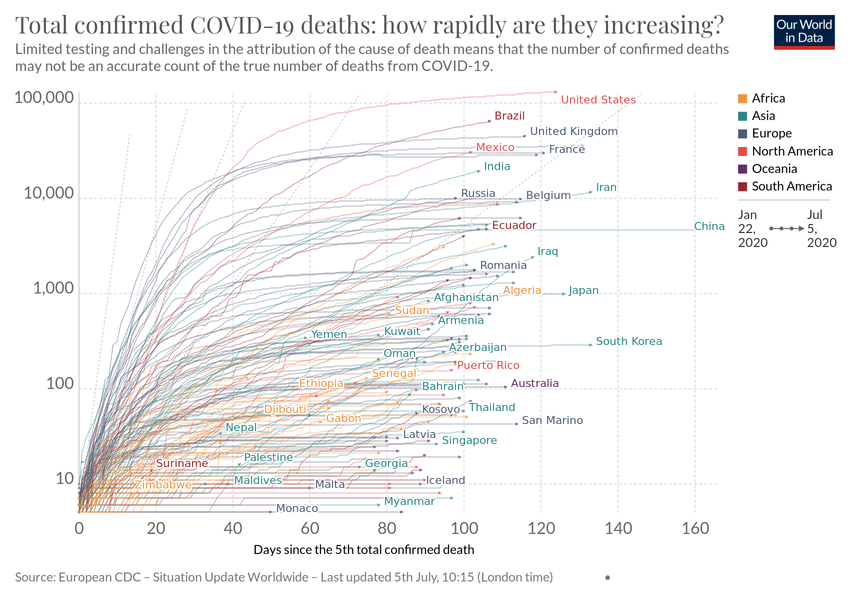 Total confirmed COVID-19 deaths: how rapidly are they increasing?
Our World
in Data
Limited testing and challenges in the attribution of the cause of death means that the number of confirmed deaths
may not be an accurate count of the true number of deaths from COVID-19.
100,000
10,000
1,000
100
10
United States
Brazil
United Kingdom
Mexico
France
India
Iran
Russia
Belgium
Ecuador
China
Iraq
Romania
Algeria
Japan
Afghanistan
Sudan
Armenia
Yemen
Kuwait
South Korea
Azerbaijan
Oman
Puerto Rico
Senegal
Ethiopia
Bahrain
Australia
Djibouti
Kosovo
Thailand
Gabon
San Marino
Nepal
Latvia
Singapore
Palestine
Suriname
Georgia
Zimbabwe
Maldives
Malta
Iceland
Myanmar
Monaco
Africa
Asia
Europe
North America
Oceania
South America
Jan
22,
2020
Jul
5,
2020
0 20 40 60 80 100 120 140 160
Days since the 5th total confirmed death
Source: European CDC – Situation Update Worldwide – Last updated 5th July, 10:15 (London time)